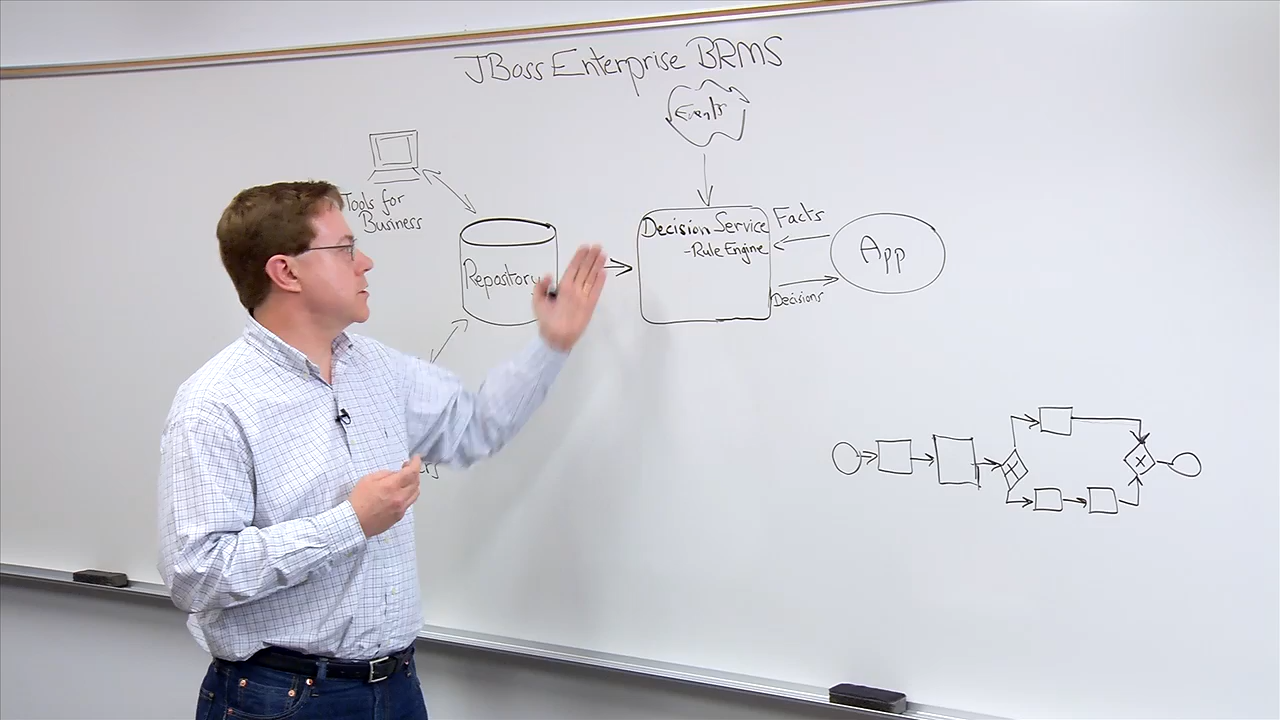 JBoss Enterprise BRMS
Events
Tools for
Business
Repository
Decision Service
-Rule Engine
Facts
App
Decisions